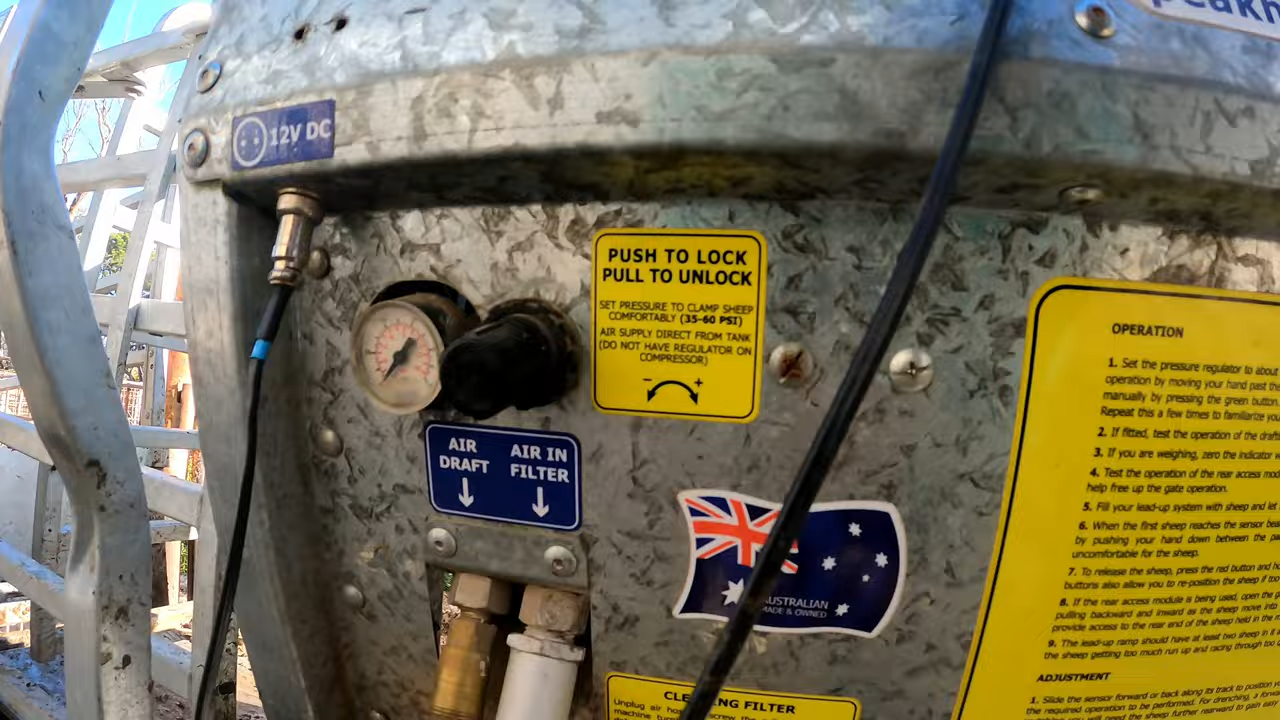 12V DC
PUSH TO LOCK
PULL TO UNLOCK
SET PRESSURE TO CLAMP SHEEP
COMFORTABLY (35-60 PSI)
AIR SUPPLY DIRECT FROM TANK
(DO NOT HAVE REGULATOR ON
COMPRESSOR)
- +
AIR DRAFT
AIR IN FILTER
AUSTRALIAN
MADE & OWNED
OPERATION
1. Set the pressure regulator to about
operation by moving your hand past the
manually by pressing the green button.
Repeat this a few times to familiarize
2. If fitted, test the operation of the
3. If you are weighing, zero the indicator
4. Test the operation of the rear access
help free up the gate operation.
5. Fill your lead-up system with sheep and let
6. When the first sheep reaches the sensor
by pushing your hand down between the
uncomfortable for the sheep.
7. To release the sheep, press the red button and
buttons also allow you to re-position the sheep if
8. If the rear access module is being used, open the
pulling backward and inward as the sheep move into
provide access to the rear end of the sheep held in the
9. The lead-up ramp should have at least two sheep in
the sheep getting too much run up and racing through
ADJUSTMENT
1. Slide the sensor forward or back along its track to position
the required operation to be performed. For drenching, a
FILTER
Unplug air